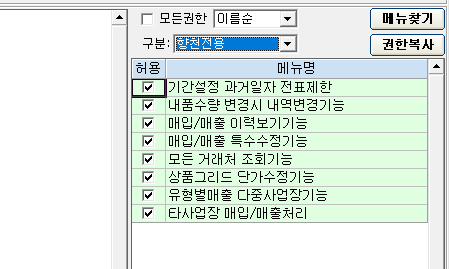 모든권한 이름순 메뉴찾기
구분: 향천전용 권한복사
허용 메뉴명
기간설정 과거일자 전표제한
내품수량 변경시 내역변경기능
매입/매출 이력보기기능
매입/매출 특수수정기능
모든 거래처 조회기능
상품그리드 단가수정기능
유형별매출 다중사업장기능
타사업장 매입/매출처리